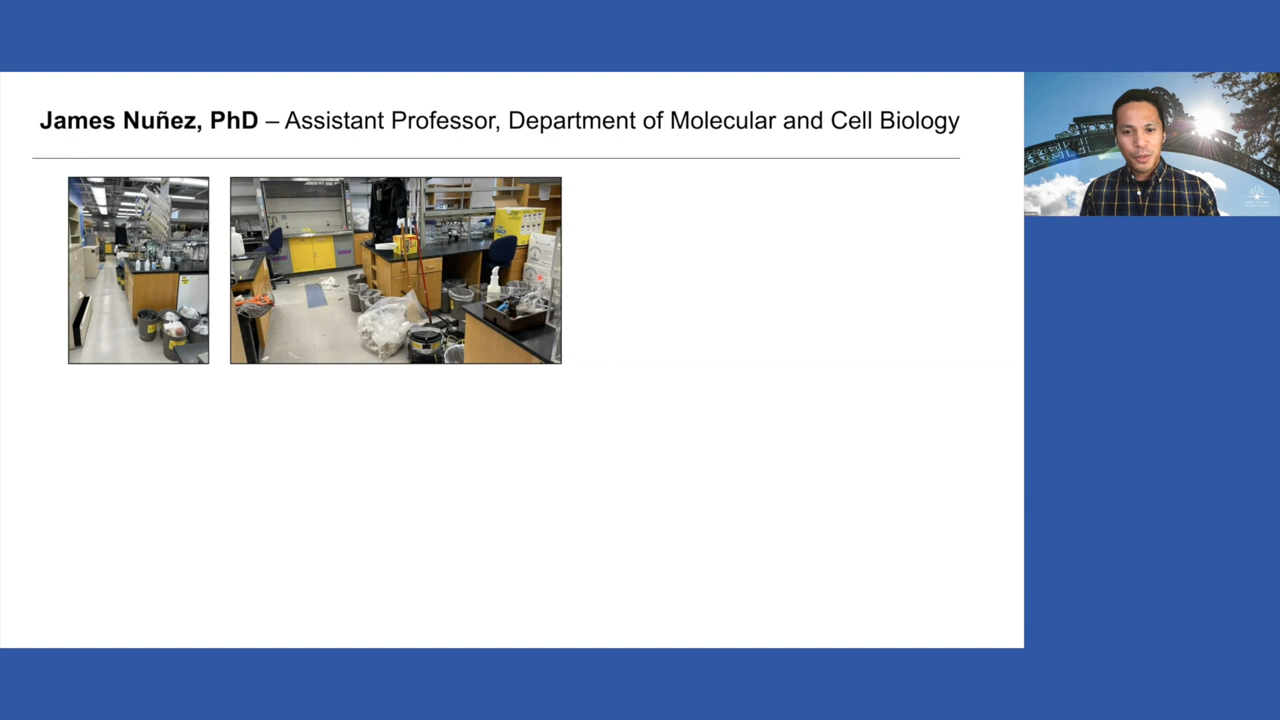 James Nuñez, PhD – Assistant Professor, Department of Molecular and Cell Biology